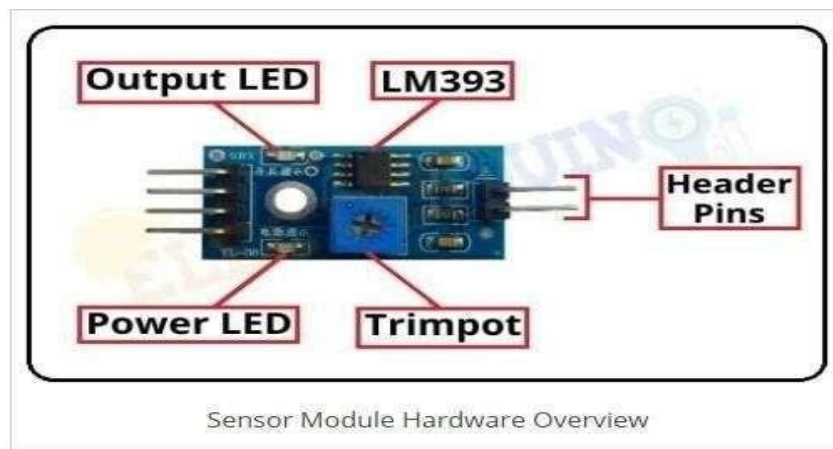 Output LED
LM393
Header
Pins
Power LED
Trimpot
Sensor Module Hardware Overview